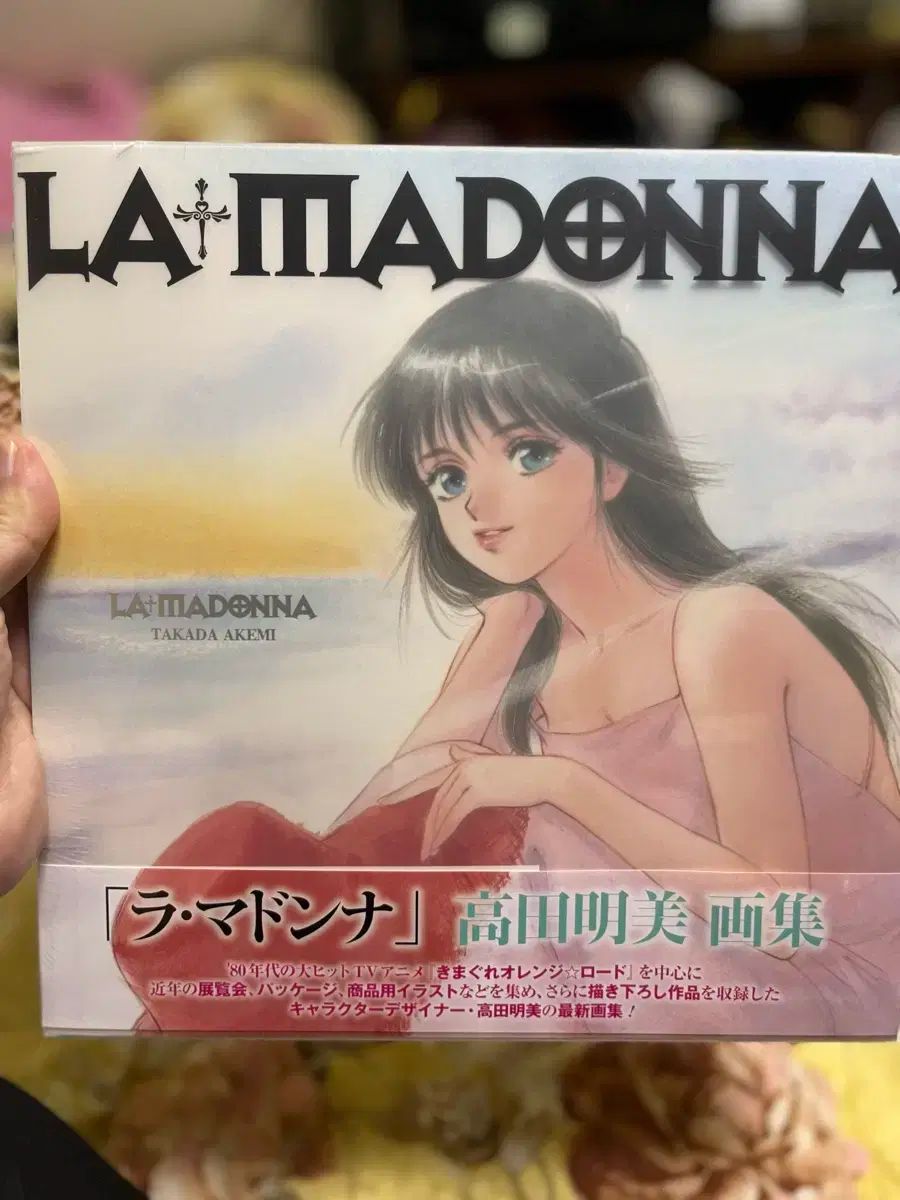 LA†MADONNA
LA†MADONNA
TAKADA AKEMI
「ラ・マドンナ」 高田明美 画集
'80年代の大ヒットTVアニメ『きまぐれオレンジ☆ロード』を中心に
近年の展覧会、パッケージ、商品用イラストなどを集め、さらに描き下ろし作品を収録した
キャラクターデザイナー・高田明美の最新画集！